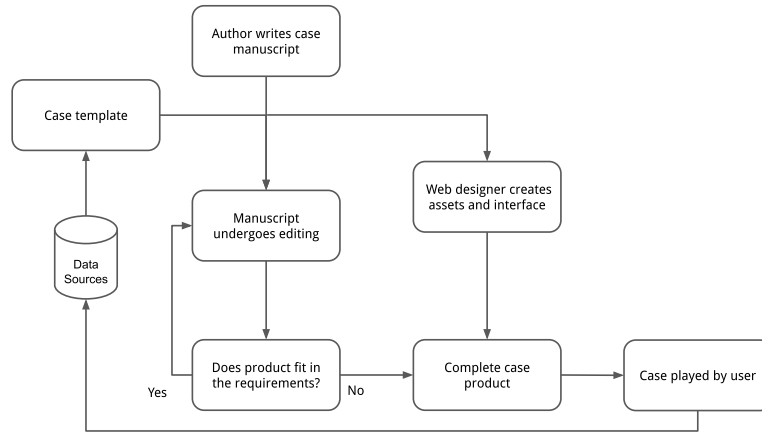 Author writes case
manuscript
Case template
Web designer creates
assets and interface
Manuscript
undergoes editing
Data
Sources
Does product fit in
the requirements?
Yes
No
Complete case
product
Case played by user